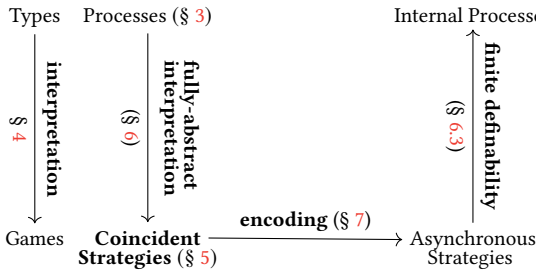 Types
Processes (§ 3)
Internal Processe
interpretation
§ 4
fully-abstract
interpretation
(§ 6)
finite definability
(§ 6.3)
encoding (§ 7)
Games
Coincident
Strategies (§ 5)
Asynchronous
Strategies